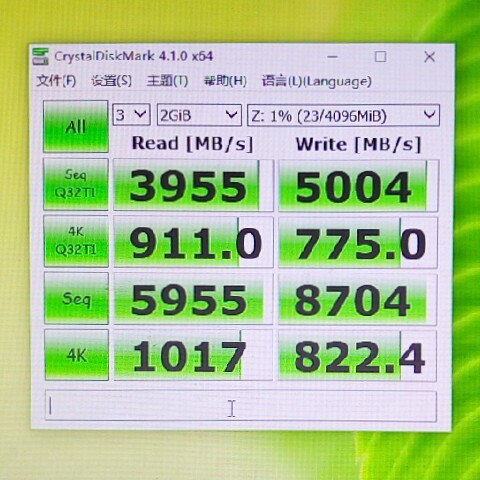 CrystalDiskMark 4.1.0 x64
文件(F) 设置(S) 主题(T) 帮助(H) 语言(L)(Language)
All 3 2GiB Z: 1% (23/4096MiB)
Read [MB/s] Write [MB/s]
Seq Q32T1 3955 5004
4K Q32T1 911.0 775.0
Seq 5955 8704
4K 1017 822.4